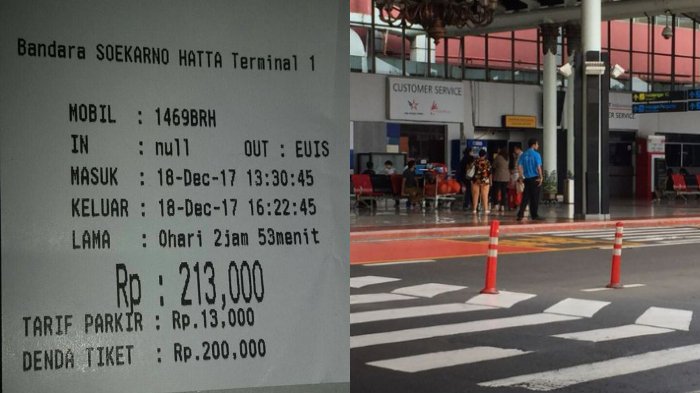 Bandara SOEKARNO HATTA Terminal 1
MOBIL : 1469BRH
IN : null OUT : EUIS
MASUK : 18-Dec-17 13:30:45
KELUAR : 18-Dec-17 16:22:45
LAMA : 0hari 2jam 53menit
Rp : 213,000
TARIF PARKIR : Rp.13,000
DENDA TIKET : Rp.200,000
CUSTOMER SERVICE